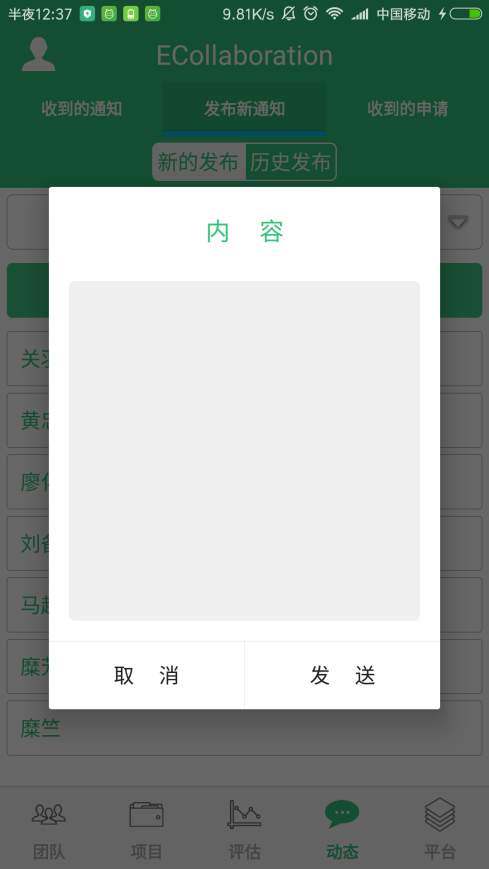 半夜12:37 9.81K/s 中国移动
ECollaboration
收到的通知 发布新通知 收到的申请
新的发布 历史发布
内 容
关
黄
廖
刘
马
糜
糜竺
取 消 发 送
团队 项目 评估 动态 平台